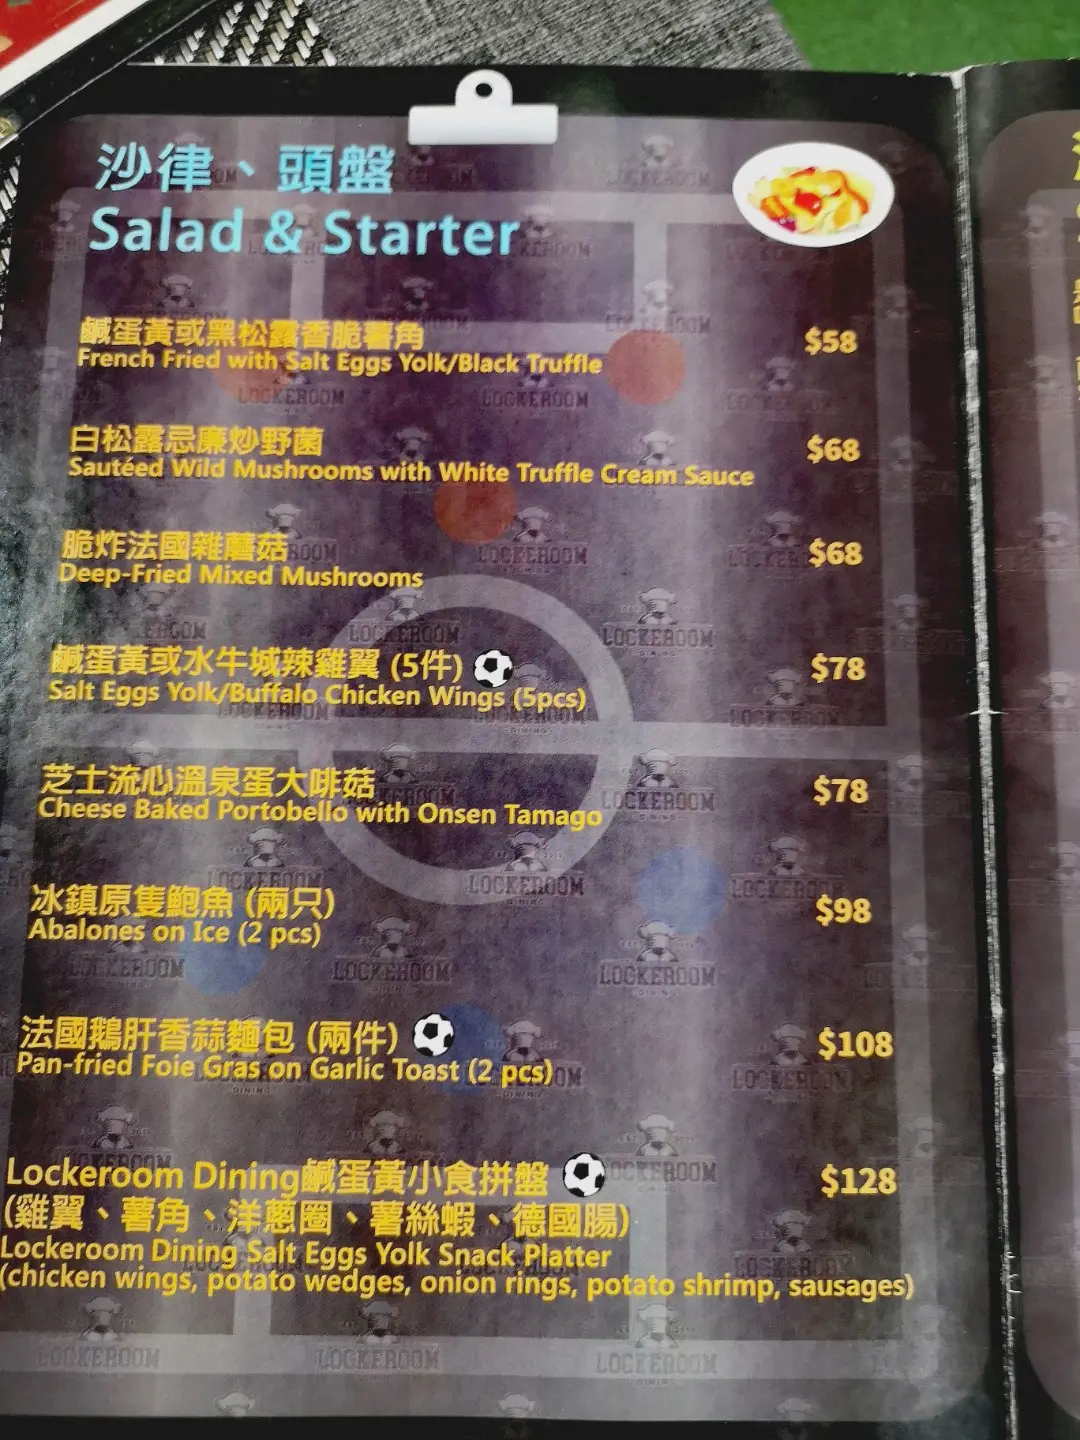 沙律、頭盤
Salad & Starter
鹹蛋黃或黑松露香脆薯角
French Fried with Salt Eggs Yolk/Black Truffle
$58
白松露忌廉炒野菌
Sautéed Wild Mushrooms with White Truffle Cream Sauce
$68
脆炸法國雜蘑菇
Deep-Fried Mixed Mushrooms
$68
鹹蛋黃或水牛城辣雞翼 (5件)
Salt Eggs Yolk/Buffalo Chicken Wings (5pcs)
$78
芝士流心溫泉蛋大啡菇
Cheese Baked Portobello with Onsen Tamago
$78
冰鎮原隻鮑魚 (兩只)
Abalones on Ice (2 pcs)
$98
法國鵝肝香蒜麵包 (兩件)
Pan-fried Foie Gras on Garlic Toast (2 pcs)
$108
Lockeroom Dining鹹蛋黃小食拼盤
(雞翼、薯角、洋蔥圈、薯絲蝦、德國腸)
Lockeroom Dining Salt Eggs Yolk Snack Platter
(chicken wings, potato wedges, onion rings, potato shrimp, sausages)
$128